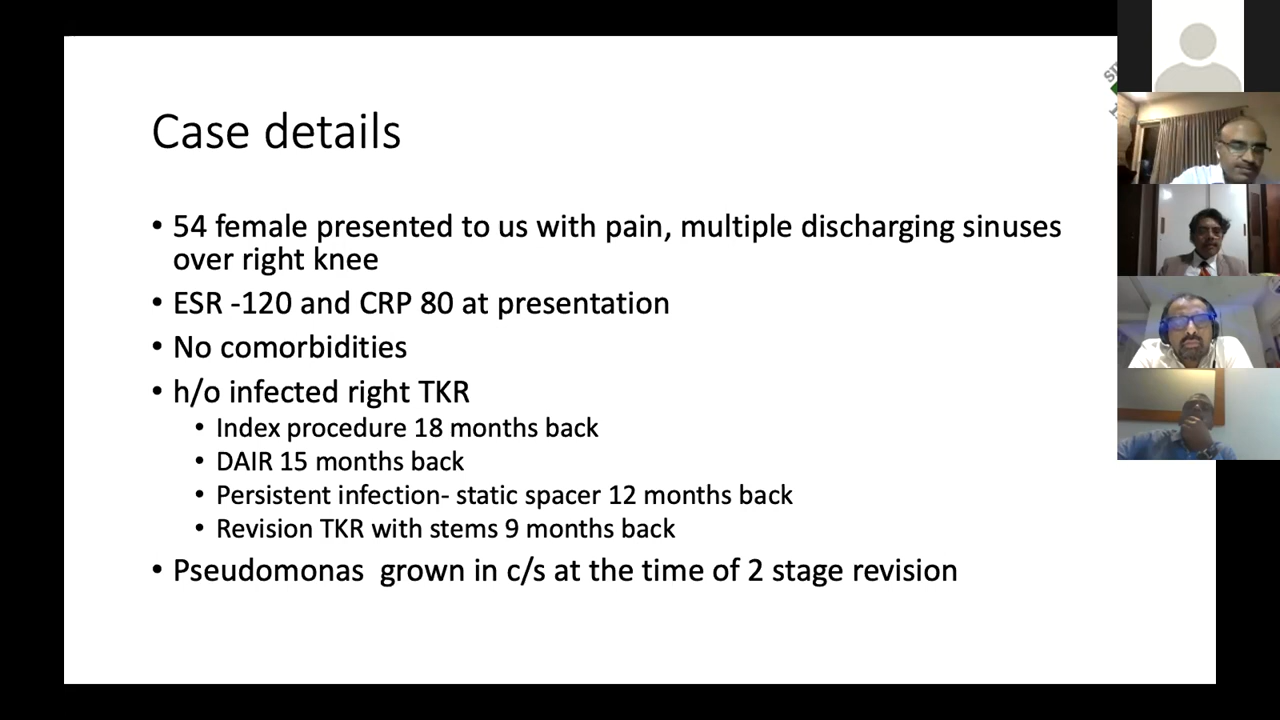 Case details
• 54 female presented to us with pain, multiple discharging sinuses
over right knee
• ESR -120 and CRP 80 at presentation
• No comorbidities
• h/o infected right TKR
• Index procedure 18 months back
• DAIR 15 months back
• Persistent infection- static spacer 12 months back
• Revision TKR with stems 9 months back
• Pseudomonas  grown in c/s at the time of 2 stage revision